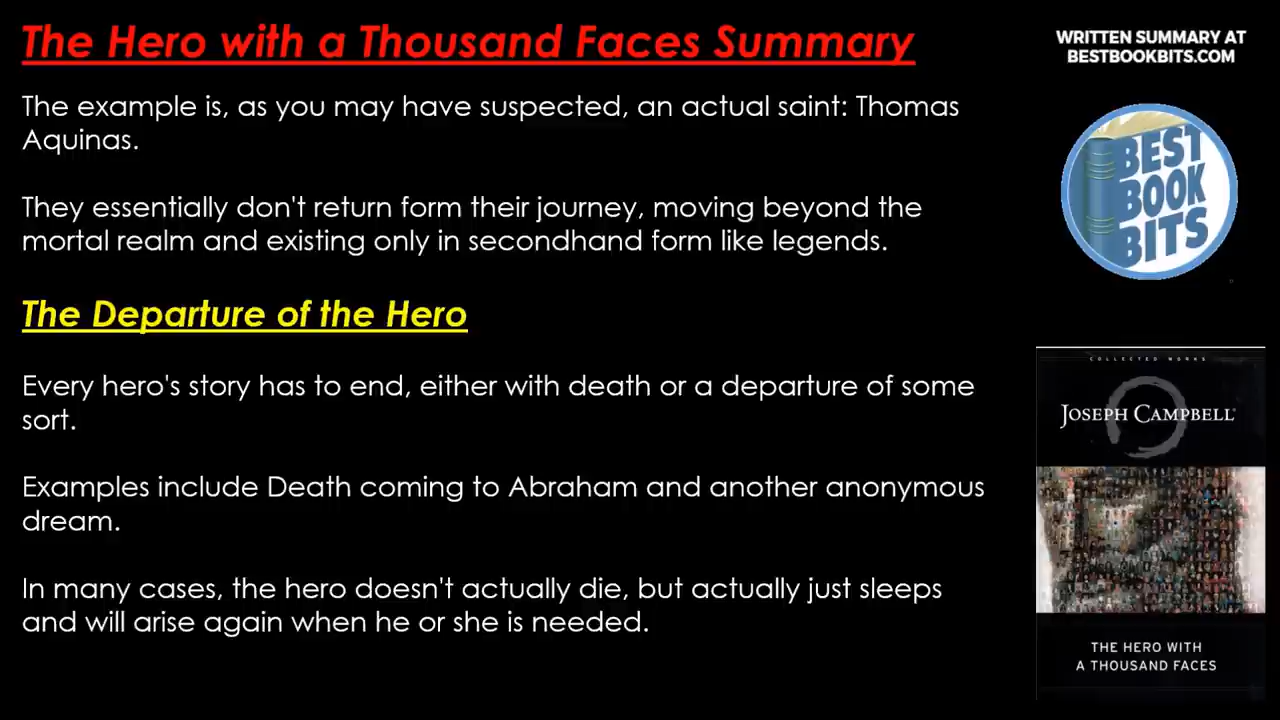 The Hero with a Thousand Faces Summary
WRITTEN SUMMARY AT
BESTBOOKBITS.COM
The example is, as you may have suspected, an actual saint: Thomas
Aquinas.
They essentially don't return form their journey, moving beyond the
mortal realm and existing only in secondhand form like legends.
BEST
BOOK
BITS
The Departure of the Hero
Every hero's story has to end, either with death or a departure of some
sort.
Examples include Death coming to Abraham and another anonymous
dream.
In many cases, the hero doesn't actually die, but actually just sleeps
and will arise again when he or she is needed.
COLLECTED WORKS
JOSEPH CAMPBELL
THE HERO WITH
A THOUSAND FACES